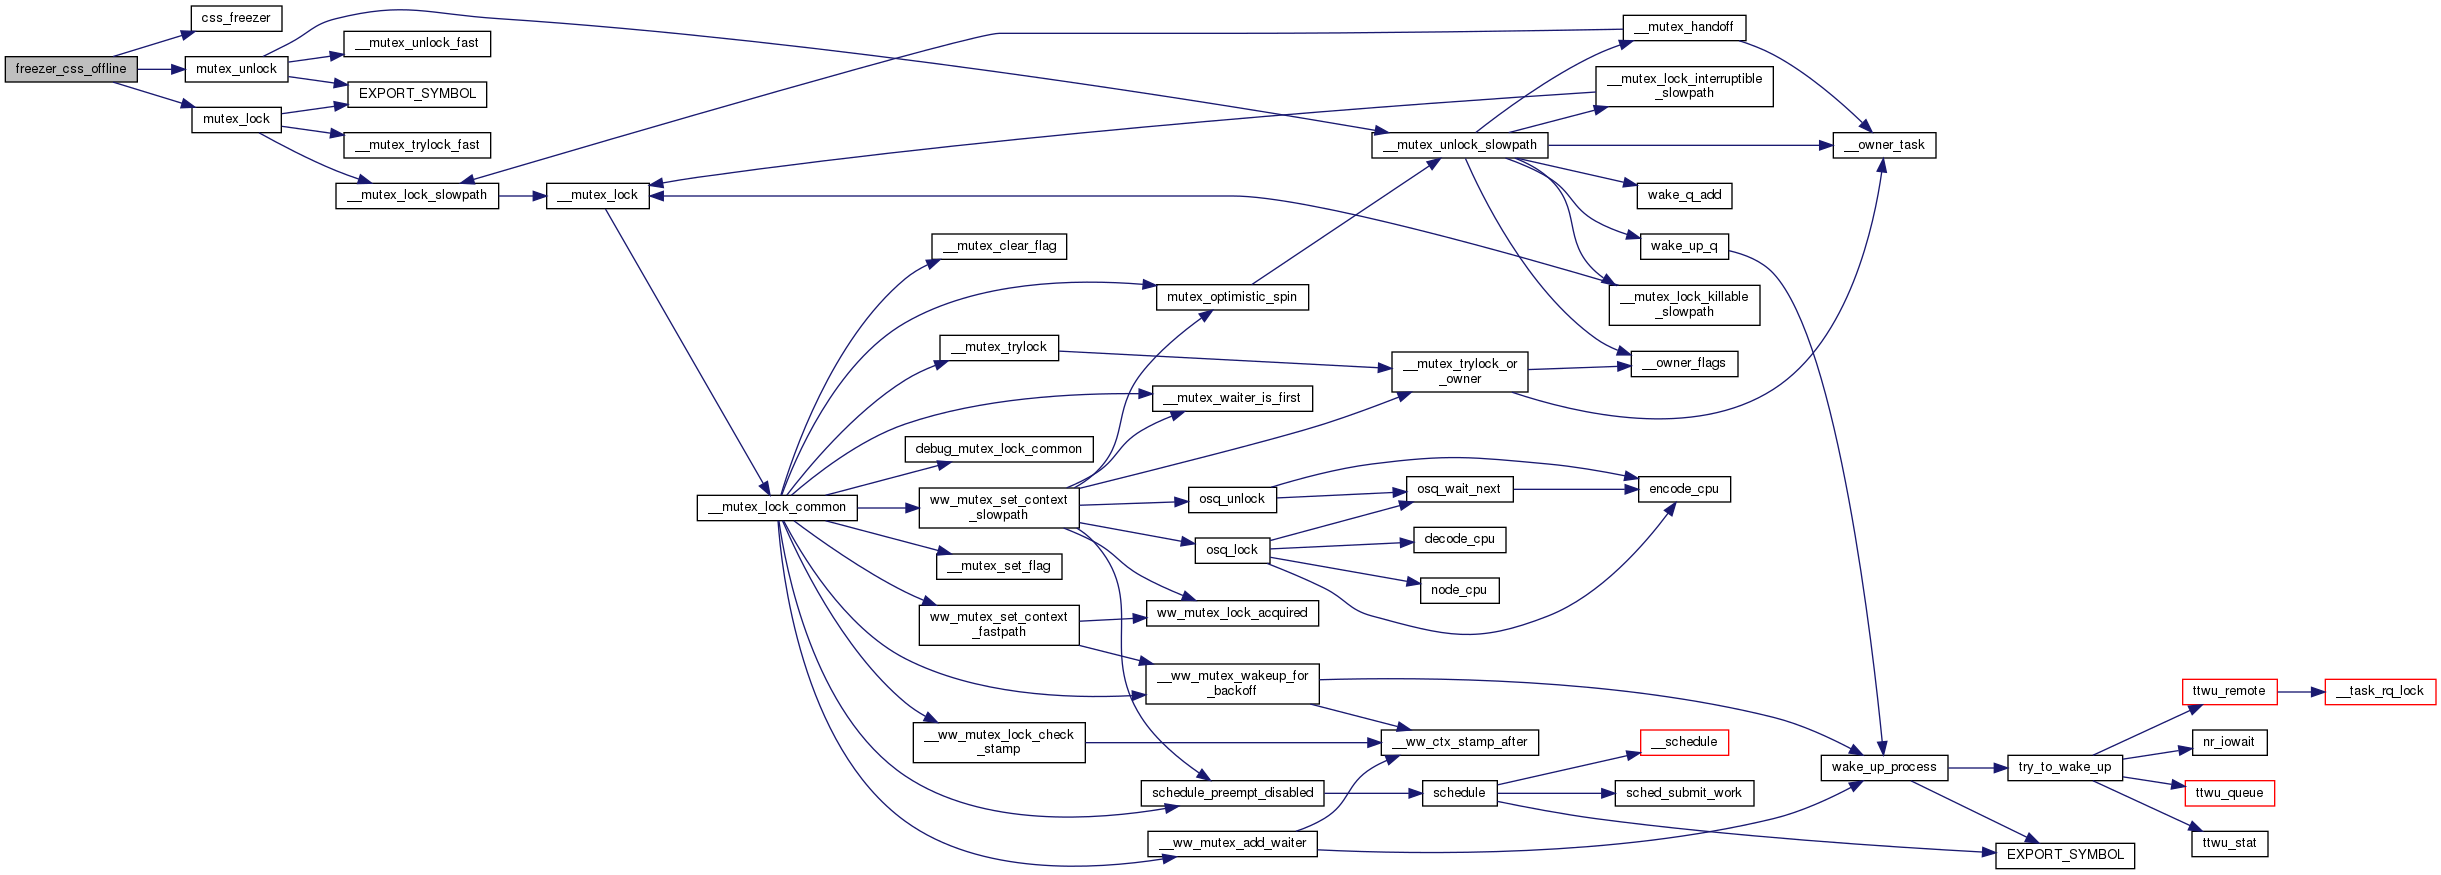 freezer_css_offline
css_freezer
mutex_unlock
mutex_lock
__mutex_unlock_fast
EXPORT_SYMBOL
__mutex_trylock_fast
__mutex_lock_slowpath
__mutex_lock
__mutex_lock_common
__mutex_clear_flag
mutex_optimistic_spin
__mutex_trylock
__mutex_waiter_is_first
debug_mutex_lock_common
ww_mutex_set_context
_slowpath
__mutex_set_flag
ww_mutex_set_context
_fastpath
__ww_mutex_lock_check
_stamp
osq_unlock
osq_lock
ww_mutex_lock_acquired
__ww_mutex_wakeup_for
_backoff
schedule_preempt_disabled
__ww_mutex_add_waiter
__mutex_unlock_slowpath
__mutex_trylock_or
_owner
osq_wait_next
decode_cpu
node_cpu
__ww_ctx_stamp_after
schedule
__mutex_handoff
__mutex_lock_interruptible
_slowpath
wake_q_add
wake_up_q
__mutex_lock_killable
_slowpath
__owner_flags
encode_cpu
__schedule
sched_submit_work
__owner_task
wake_up_process
EXPORT_SYMBOL
try_to_wake_up
ttwu_remote
nr_iowait
ttwu_queue
ttwu_stat
__task_rq_lock